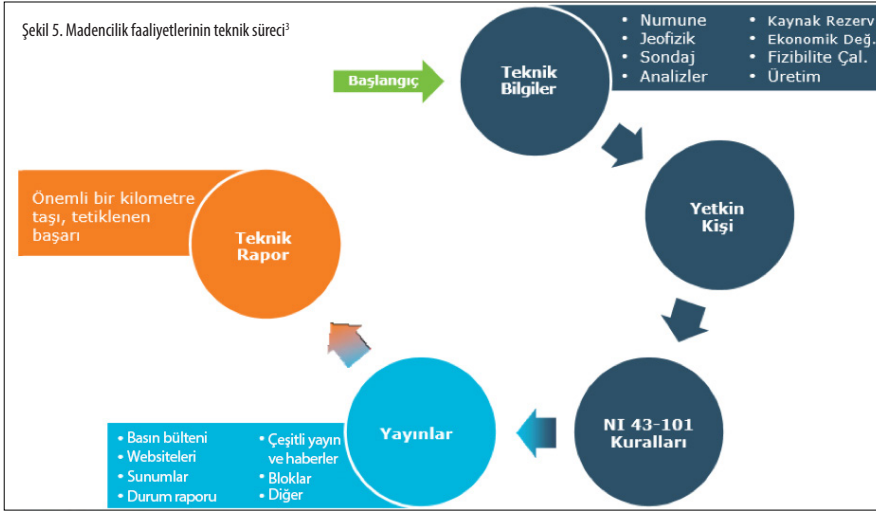 Şekil 5. Madencilik faaliyetlerinin teknik süreci³
Başlangıç
Teknik
Bilgiler
• Numune
• Jeofizik
• Sondaj
• Analizler
• Kaynak Rezerv
• Ekonomik Değ.
• Fizibilite Çal.
• Üretim
Yetkin
Kişi
NI 43-101
Kuralları
Yayınlar
• Basın bülteni
• Websiteleri
• Sunumlar
• Durum raporu
• Çeşitli yayın
ve haberler
• Bloklar
• Diğer
Teknik
Rapor
Önemli bir kilometre
taşı, tetiklenen
başarı